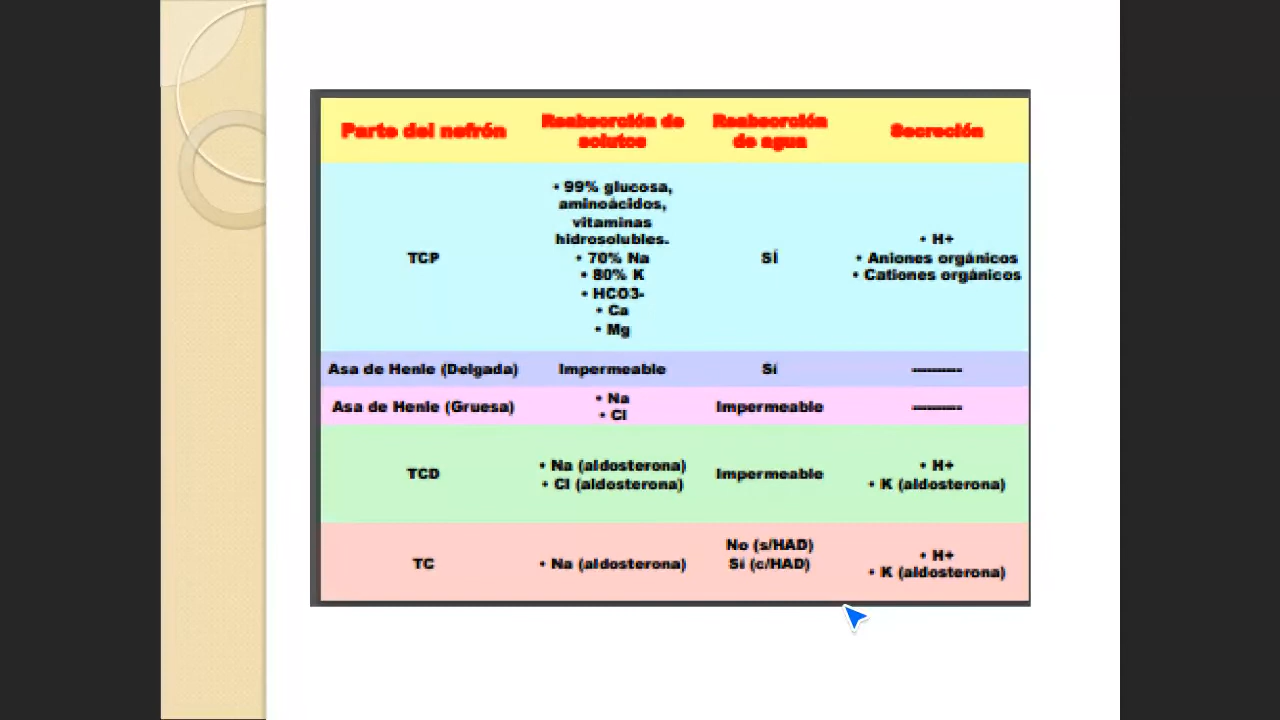 Parte del nefrón
Reabsorción de
solutos
Reabsorción
de agua
Secreción
TCP
• 99% glucosa,
aminoácidos,
vitaminas
hidrosolubles.
• 70% Na
• 80% K
• HCO3-
• Ca
• Mg
SÍ
• H+
• Aniones orgánicos
• Cationes orgánicos
Asa de Henle (Delgada)
Impermeable
Sí
----------
Asa de Henle (Gruesa)
• Na
• Cl
Impermeable
----------
TCD
• Na (aldosterona)
• Cl (aldosterona)
Impermeable
• H+
• K (aldosterona)
TC
• Na (aldosterona)
No (s/HAD)
Sí (c/HAD)
• H+
• K (aldosterona)